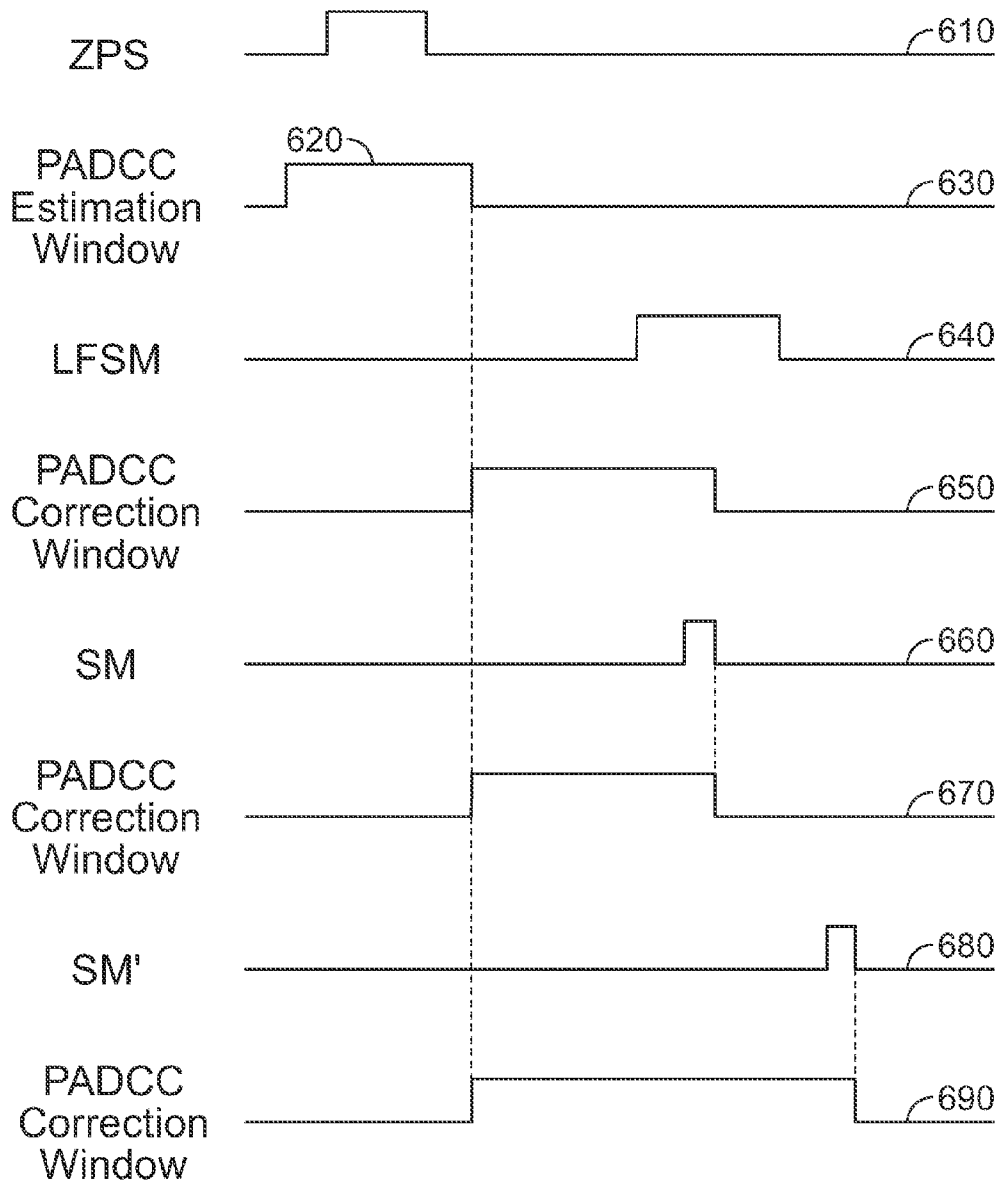 ZPS
610
620
PADCC
Estimation
Window
630
LFSM
640
PADCC
Correction
Window
650
SM
660
PADCC
Correction
Window
670
SM'
680
PADCC
Correction
Window
690